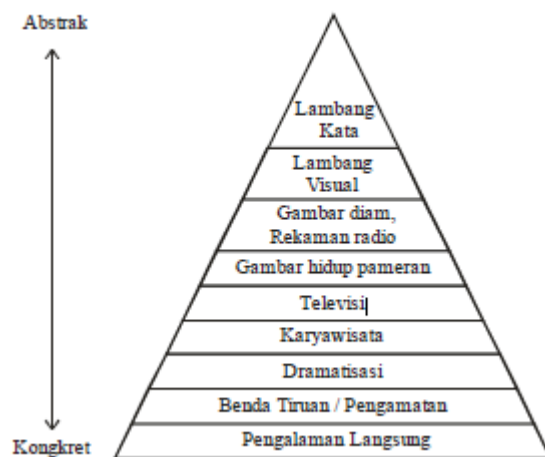 Abstrak
Lambang
Kata
Lambang
Visual
Gambar diam,
Rekaman radio
Gambar hidup pameran
Televisi
Karyawisata
Dramatisasi
Benda Tiruan / Pengamatan
Pengalaman Langsung
Kongkret